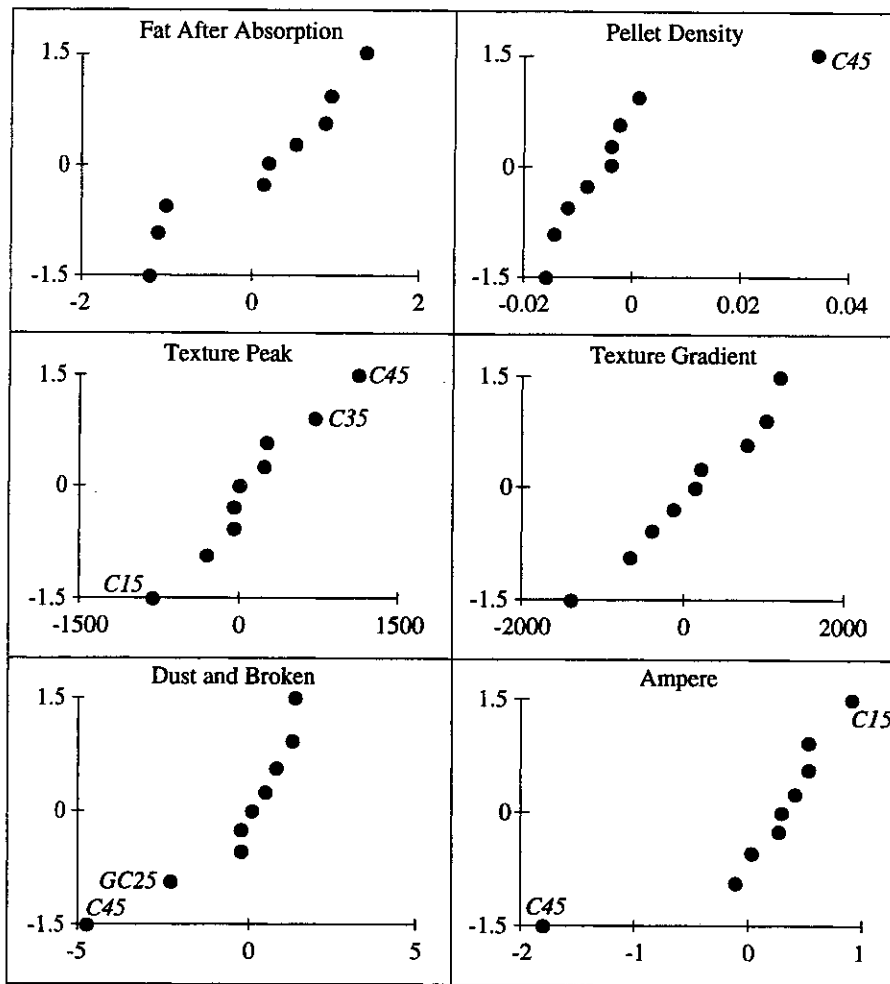 Fat After Absorption
1.5
0
-1.5
-2 0 2
Pellet Density
1.5
C45
0
-1.5
-0.02 0 0.02 0.04
Texture Peak
1.5
C45
C35
0
C15
-1.5
-1500 0 1500
Texture Gradient
1.5
0
-1.5
-2000 0 2000
Dust and Broken
1.5
0
GC25
C45
-1.5
-5 0 5
Ampere
1.5
C15
0
C45
-1.5
-2 -1 0 1